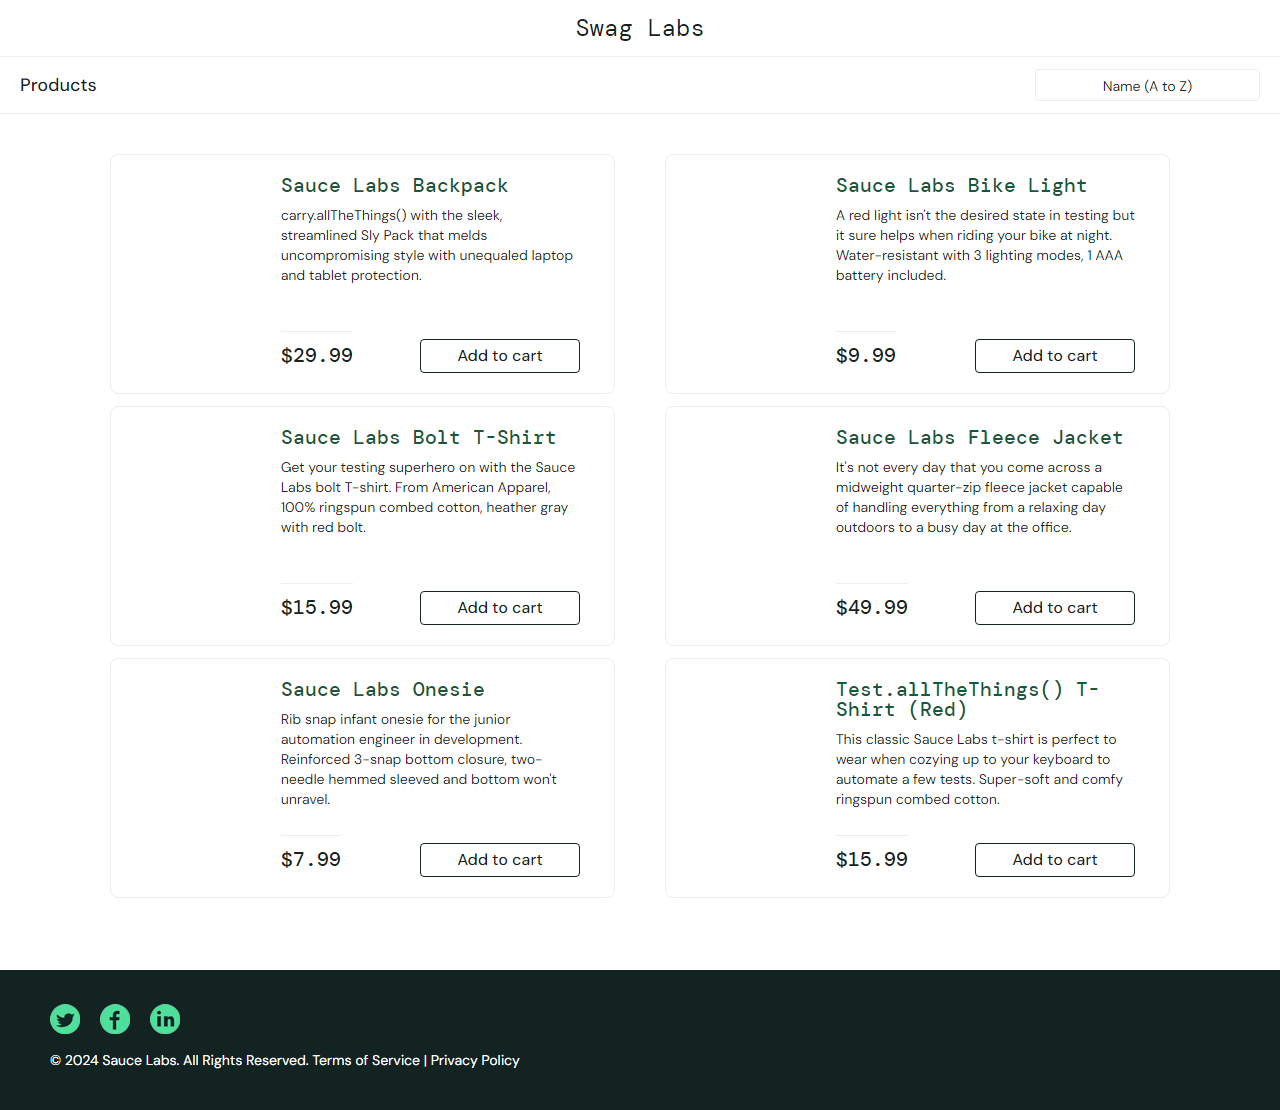 Swag Labs
Products
Name (A to Z)
Sauce Labs Backpack
carry.allTheThings() with the sleek,
streamlined Sly Pack that melds
uncompromising style with unequaled laptop
and tablet protection.
$29.99
Add to cart
Sauce Labs Bike Light
A red light isn't the desired state in testing but
it sure helps when riding your bike at night.
Water-resistant with 3 lighting modes, 1 AAA
battery included.
$9.99
Add to cart
Sauce Labs Bolt T-Shirt
Get your testing superhero on with the Sauce
Labs bolt T-shirt. From American Apparel,
100% ringspun combed cotton, heather gray
with red bolt.
$15.99
Add to cart
Sauce Labs Fleece Jacket
It's not every day that you come across a
midweight quarter-zip fleece jacket capable
of handling everything from a relaxing day
outdoors to a busy day at the office.
$49.99
Add to cart
Sauce Labs Onesie
Rib snap infant onesie for the junior
automation engineer in development.
Reinforced 3-snap bottom closure, two-
needle hemmed sleeved and bottom won't
unravel.
$7.99
Add to cart
Test.allTheThings() T-
Shirt (Red)
This classic Sauce Labs t-shirt is perfect to
wear when cozying up to your keyboard to
automate a few tests. Super-soft and comfy
ringspun combed cotton.
$15.99
Add to cart
© 2024 Sauce Labs. All Rights Reserved. Terms of Service | Privacy Policy